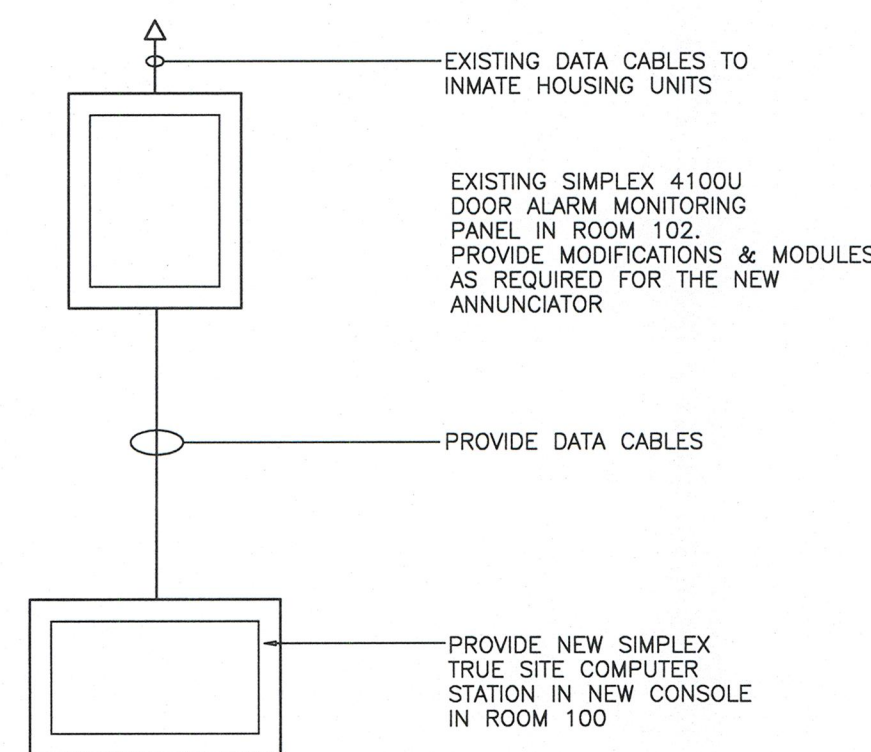 EXISTING DATA CABLES TO
INMATE HOUSING UNITS
EXISTING SIMPLEX 4100U
DOOR ALARM MONITORING
PANEL IN ROOM 102.
PROVIDE MODIFICATIONS & MODULES
AS REQUIRED FOR THE NEW
ANNUNCIATOR
PROVIDE DATA CABLES
PROVIDE NEW SIMPLEX
TRUE SITE COMPUTER
STATION IN NEW CONSOLE
IN ROOM 100